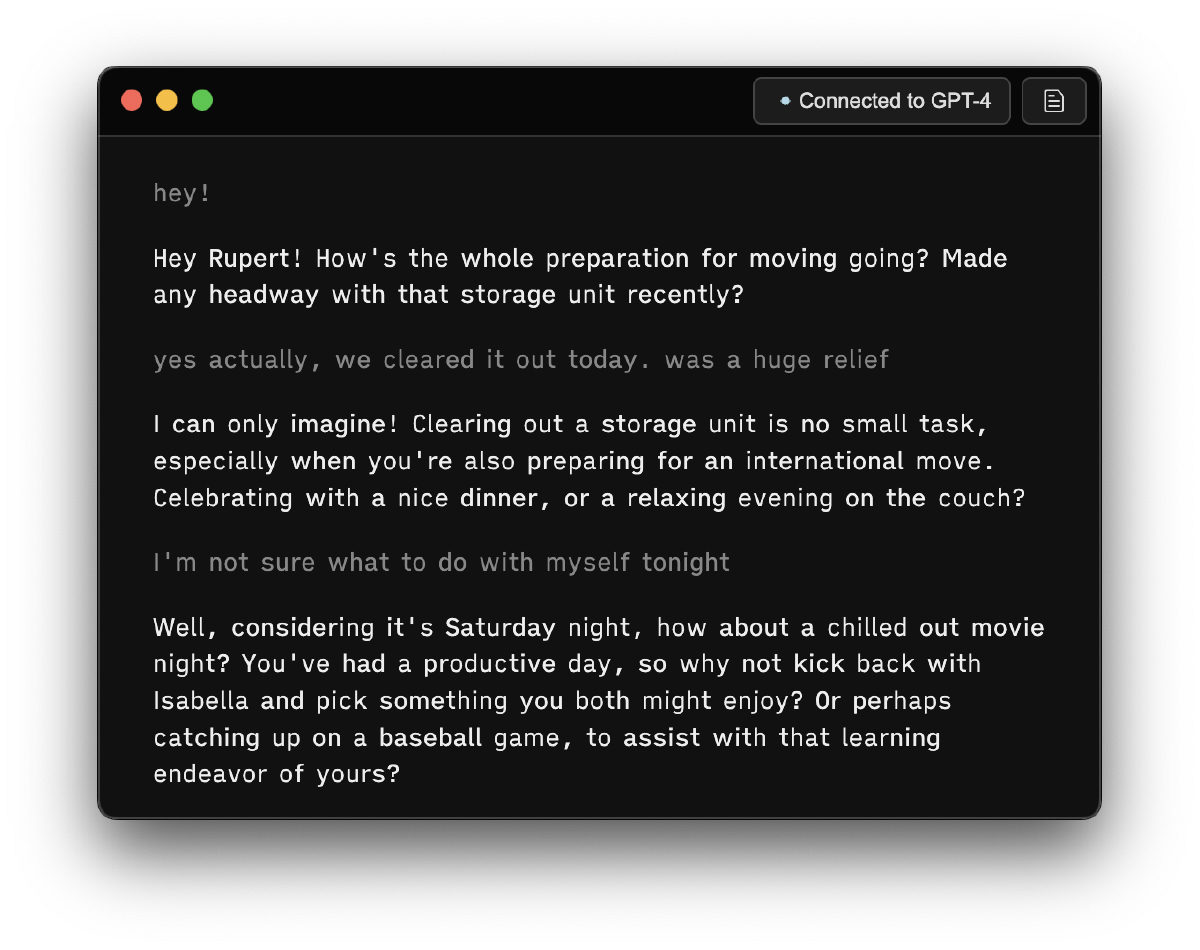 Connected to GPT-4
hey!
Hey Rupert! How's the whole preparation for moving going? Made
any headway with that storage unit recently?
yes actually, we cleared it out today. was a huge relief
I can only imagine! Clearing out a storage unit is no small task,
especially when you're also preparing for an international move.
Celebrating with a nice dinner, or a relaxing evening on the couch?
I'm not sure what to do with myself tonight
Well, considering it's Saturday night, how about a chilled out movie
night? You've had a productive day, so why not kick back with
Isabella and pick something you both might enjoy? Or perhaps
catching up on a baseball game, to assist with that learning
endeavor of yours?